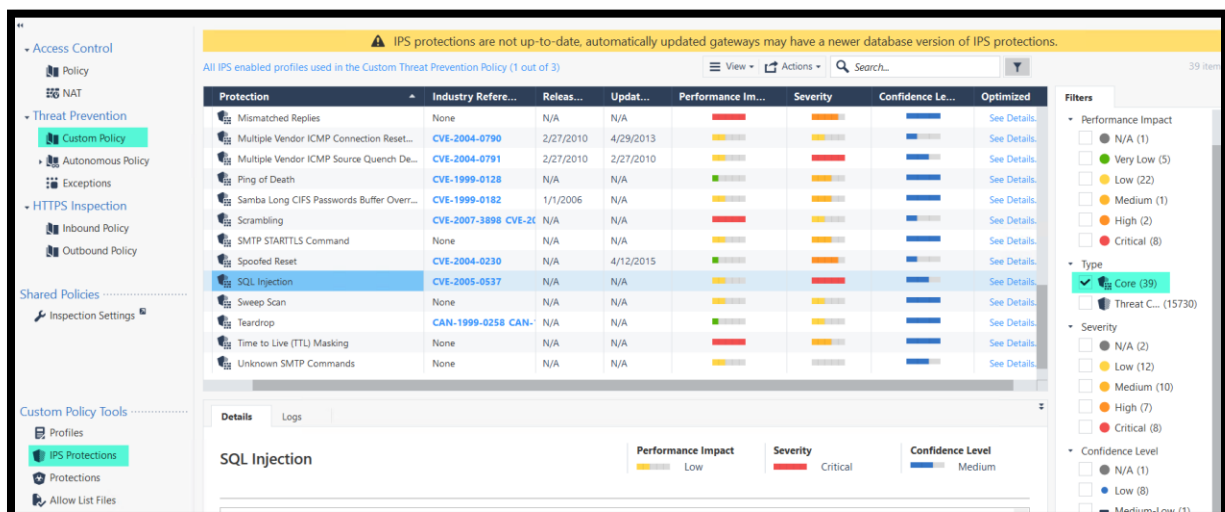 IPS protections are not up-to-date, automatically updated gateways may have a newer database version of IPS protections.
Access Control
Policy
NAT
Threat Prevention
Custom Policy
Autonomous Policy
Exceptions
HTTPS Inspection
Inbound Policy
Outbound Policy
Shared Policies
Inspection Settings
Custom Policy Tools
Profiles
IPS Protections
Protections
Allow List Files
All IPS enabled profiles used in the Custom Threat Prevention Policy (1 out of 3)
View Actions Search... 39 item
Protection Industry Refere... Releas... Updat... Performance Im... Severity Confidence Le... Optimized
Mismatched Replies None N/A N/A See Details.
Multiple Vendor ICMP Connection Reset... CVE-2004-0790 2/27/2010 4/29/2013 See Details.
Multiple Vendor ICMP Source Quench De... CVE-2004-0791 2/27/2010 2/27/2010 See Details.
Ping of Death CVE-1999-0128 N/A N/A See Details.
Samba Long CIFS Passwords Buffer Overr... CVE-1999-0182 1/1/2006 N/A See Details.
Scrambling CVE-2007-3898 CVE-20 N/A N/A See Details.
SMTP STARTTLS Command None N/A N/A See Details.
Spoofed Reset CVE-2004-0230 N/A 4/12/2015 See Details.
SQL Injection CVE-2005-0537 N/A N/A See Details.
Sweep Scan None N/A N/A See Details.
Teardrop CAN-1999-0258 CAN- N/A N/A See Details.
Time to Live (TTL) Masking None N/A N/A See Details.
Unknown SMTP Commands None N/A N/A See Details.
Details Logs
SQL Injection
Performance Impact Severity Confidence Level
Low Critical Medium
Filters
Performance Impact
N/A (1)
Very Low (5)
Low (22)
Medium (1)
High (2)
Critical (8)
Type
Core (39)
Threat C... (15730)
Severity
N/A (2)
Low (12)
Medium (10)
High (7)
Critical (8)
Confidence Level
N/A (1)
Low (8)
Medium-Low (1)